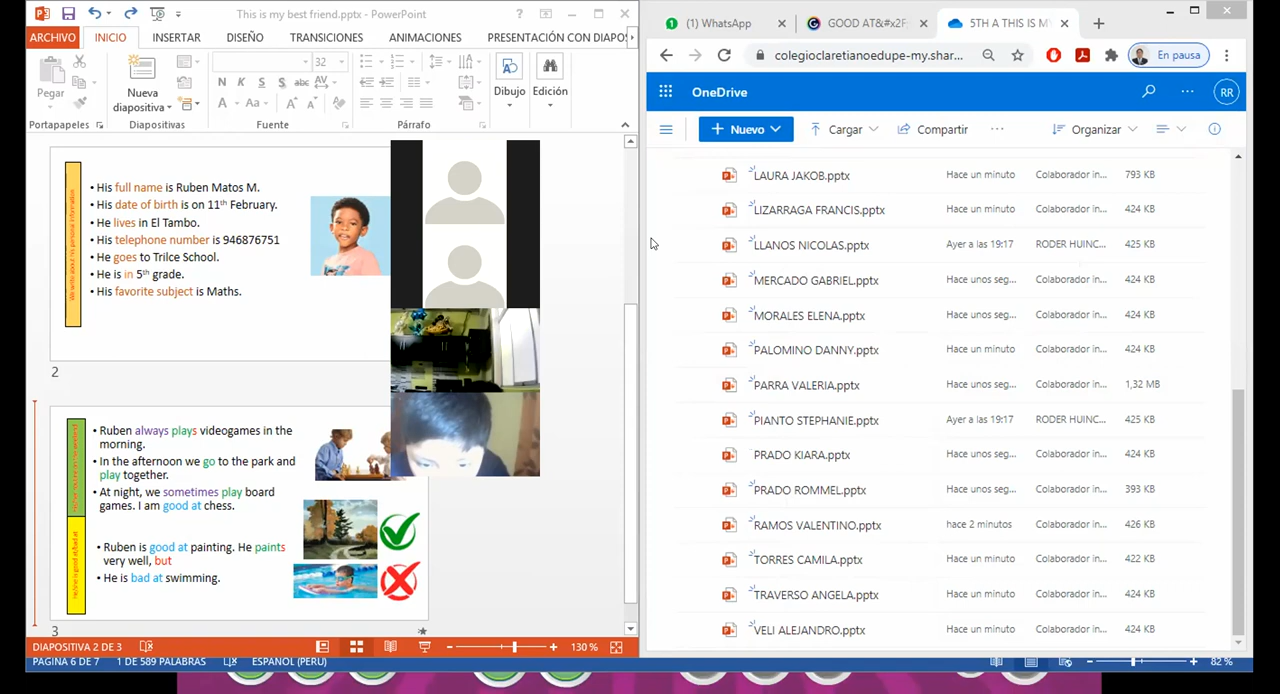 This is my best friend.pptx - PowerPoint
ARCHIVO INICIO INSERTAR DISEÑO TRANSICIONES ANIMACIONES PRESENTACIÓN CON DIAPOS
32
N K S S abc AV
A Aa A A
Pegar
Nueva diapositiva
Dibujo
Edición
Portapapeles Diapositivas Fuente Párrafo
• His full name is Ruben Matos M.
• His date of birth is on 11th February.
• He lives in El Tambo.
• His telephone number is 946876751
• He goes to Trilce School.
• He is in 5th grade.
• His favorite subject is Maths.
2
• Ruben always plays videogames in the
morning.
• In the afternoon we go to the park and
play together.
• At night, we sometimes play board
games. I am good at chess.
• Ruben is good at painting. He paints
very well, but
• He is bad at swimming.
He/she is good at/bad at
3
DIAPOSITIVA 2 DE 3
130 %
PÁGINA 6 DE 7 1 DE 589 PALABRAS ESPAÑOL (PERÚ)
82 %
(1) WhatsApp
GOOD AT&#x2F
5TH A THIS IS MY
colegioclaretianoedupe-my.shar...
En pausa
OneDrive
RR
Nuevo Cargar Compartir ... Organizar
LAURA JAKOB.pptx Hace un minuto Colaborador in... 793 KB
LIZARRAGA FRANCIS.pptx Hace un minuto Colaborador in... 424 KB
LLANOS NICOLAS.pptx Ayer a las 19:17 RODER HUINC... 425 KB
MERCADO GABRIEL.pptx Hace unos seg... Colaborador in... 424 KB
MORALES ELENA.pptx Hace unos seg... Colaborador in... 424 KB
PALOMINO DANNY.pptx Hace un minuto Colaborador in... 424 KB
PARRA VALERIA.pptx Hace unos seg... Colaborador in... 1,32 MB
PIANTO STEPHANIE.pptx Ayer a las 19:17 RODER HUINC... 425 KB
PRADO KIARA.pptx Hace unos seg... Colaborador in... 424 KB
PRADO ROMMEL.pptx Hace unos seg... Colaborador in... 393 KB
RAMOS VALENTINO.pptx hace 2 minutos Colaborador in... 426 KB
TORRES CAMILA.pptx Hace un minuto Colaborador in... 422 KB
TRAVERSO ANGELA.pptx Hace un minuto Colaborador in... 424 KB
VELI ALEJANDRO.pptx Hace un minuto Colaborador in... 424 KB